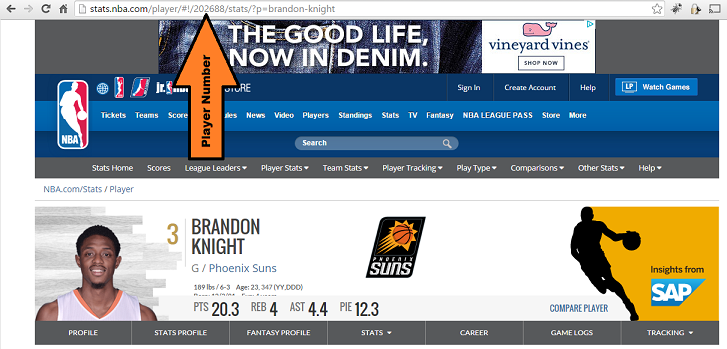 stats.nba.com/player/#!/202688/stats/?p=brandon-knight
THE GOOD LIFE,
NOW IN DENIM.
vineyard vines®
SHOP NOW
Player Number
NBA
STORE
Sign In Create Account Help LP Watch Games
Tickets Teams News Video Players Standings Stats TV Fantasy NBA LEAGUE PASS Store More
Search
Stats Home Scores League Leaders Player Stats Team Stats Player Tracking Play Type Comparisons Other Stats Help
NBA.com/Stats / Player
3 BRANDON
KNIGHT
G / Phoenix Suns
PHOENIX
SUNS
189 lbs / 6-3 Age: 23, 347 (YY,DDD)
PTS 20.3 REB 4 AST 4.4 PIE 12.3
COMPARE PLAYER
Insights from
SAP
PROFILE STATS PROFILE FANTASY PROFILE STATS CAREER GAME LOGS TRACKING